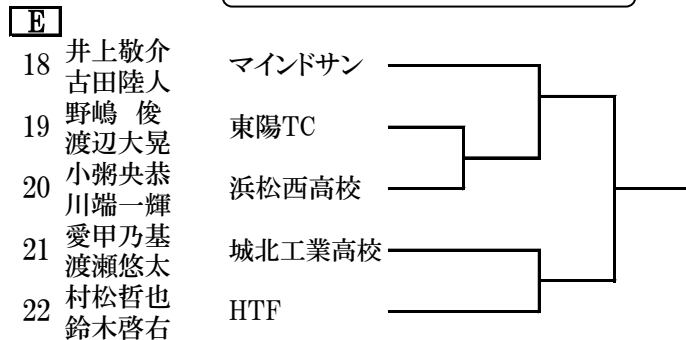 E
18 井上敬介 古田陸人 マインドサン
19 野嶋 俊 渡辺大晃 東陽TC
20 小粥央恭 川端一輝 浜松西高校
21 愛甲乃基 渡瀬悠太 城北工業高校
22 村松哲也 鈴木啓右 HTF